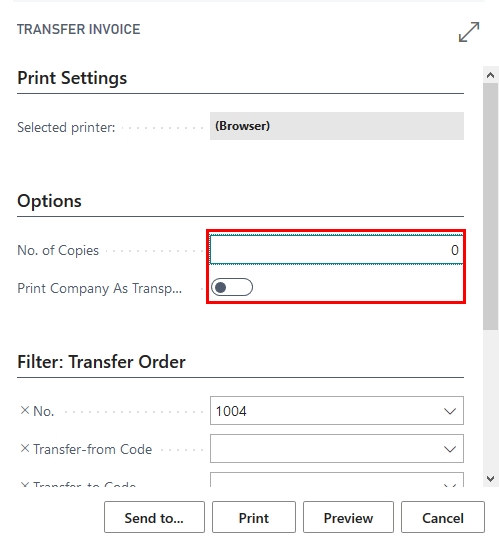 TRANSFER INVOICE
Print Settings
Selected printer: (Browser)
Options
No. of Copies 0
Print Company As Transp...
Filter: Transfer Order
No. 1004
Transfer-from Code
Transfer-to Code
Send to... Print Preview Cancel